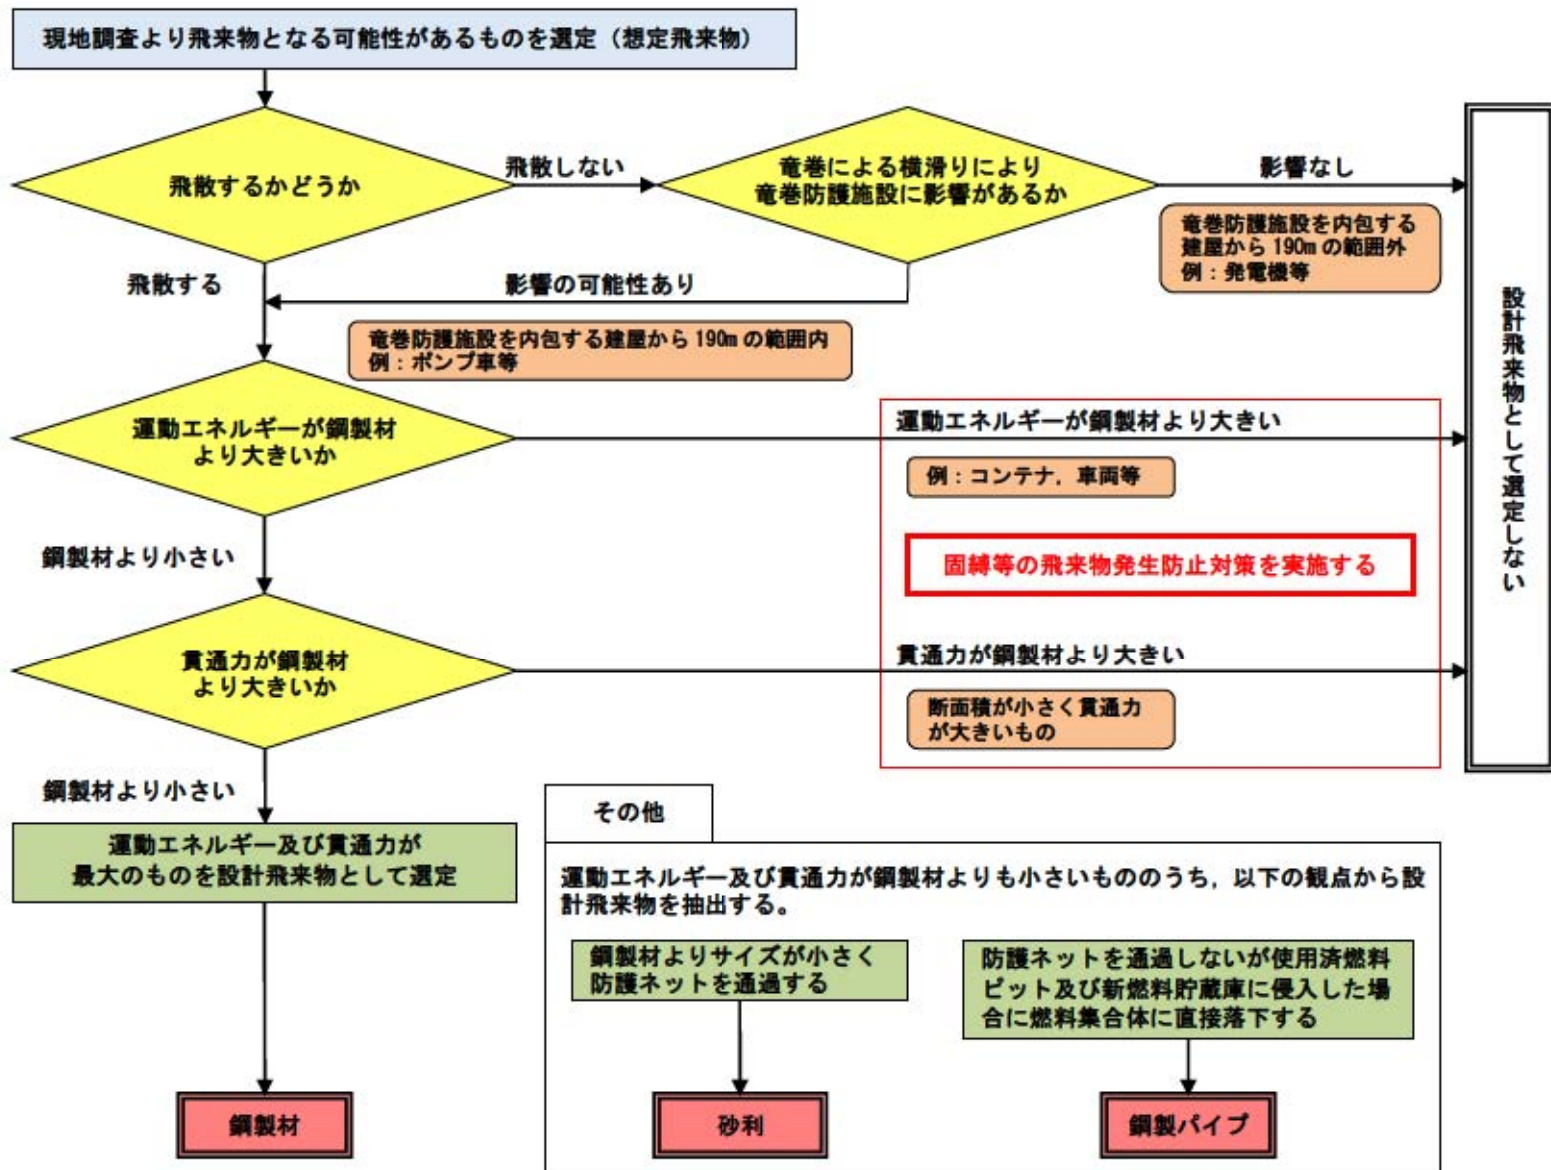 現地調査より飛来物となる可能性があるものを選定（想定飛来物）
飛散するかどうか
飛散しない
竜巻による横滑りにより
竜巻防護施設に影響があるか
影響なし
竜巻防護施設を内包する
建屋から190mの範囲外
例：発電機等
飛散する
影響の可能性あり
竜巻防護施設を内包する建屋から190mの範囲内
例：ポンプ車等
設計飛来物として選定しない
運動エネルギーが鋼製材
より大きいか
運動エネルギーが鋼製材より大きい
例：コンテナ，車両等
鋼製材より小さい
固縛等の飛来物発生防止対策を実施する
貫通力が鋼製材
より大きいか
貫通力が鋼製材より大きい
断面積が小さく貫通力
が大きいもの
鋼製材より小さい
運動エネルギー及び貫通力が
最大のものを設計飛来物として選定
その他
運動エネルギー及び貫通力が鋼製材よりも小さいもののうち，以下の観点から設
計飛来物を抽出する。
鋼製材よりサイズが小さく
防護ネットを通過する
防護ネットを通過しないが使用済燃料
ピット及び新燃料貯蔵庫に侵入した場
合に燃料集合体に直接落下する
鋼製材
砂利
鋼製パイプ